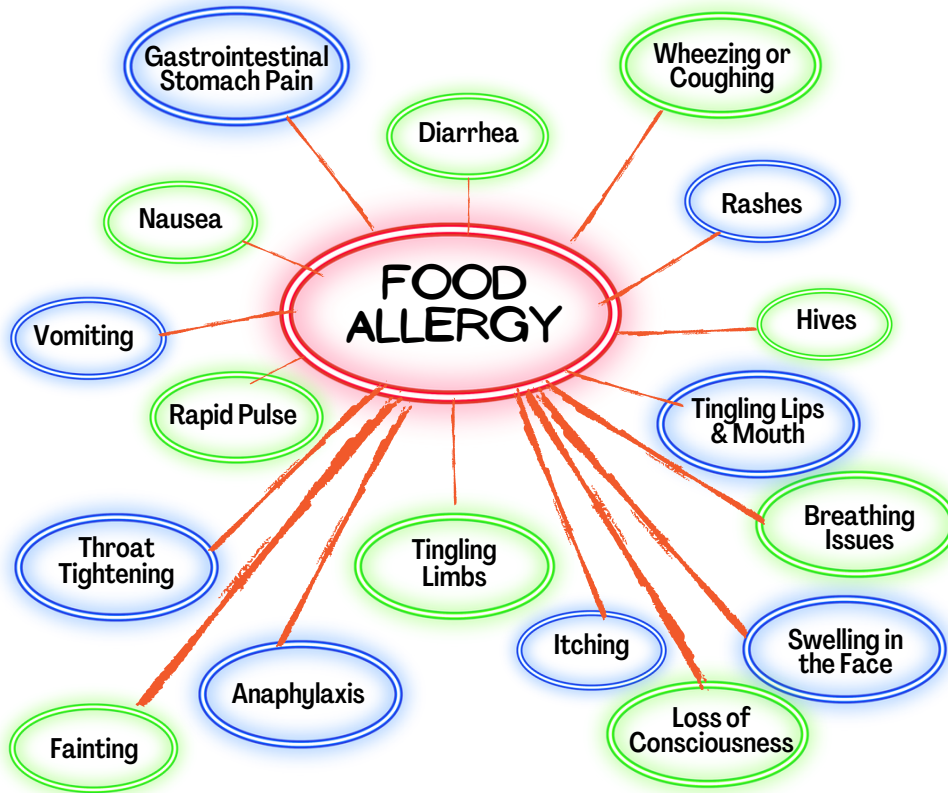 Gastrointestinal
Stomach Pain
Wheezing or
Coughing
Diarrhea
Rashes
Nausea
FOOD
ALLERGY
Hives
Vomiting
Rapid Pulse
Tingling Lips
& Mouth
Breathing
Issues
Throat
Tightening
Tingling
Limbs
Itching
Swelling in
the Face
Anaphylaxis
Loss of
Consciousness
Fainting